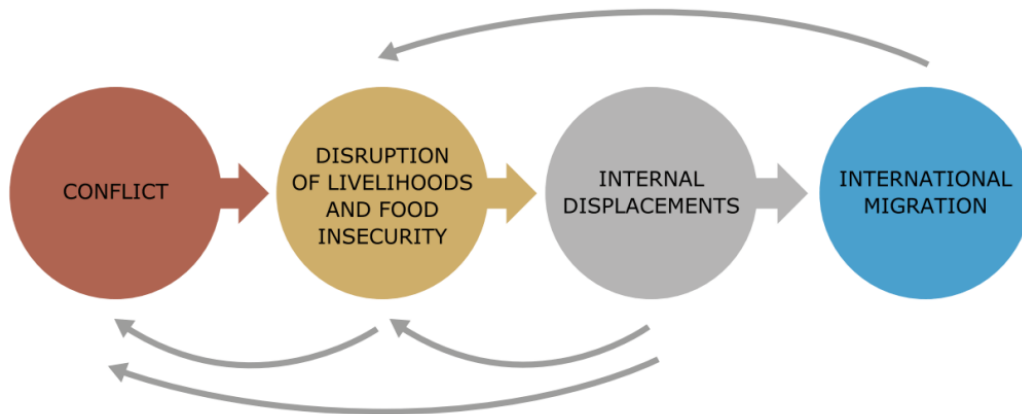 CONFLICT
DISRUPTION
OF LIVELIHOODS
AND FOOD
INSECURITY
INTERNAL
DISPLACEMENTS
INTERNATIONAL
MIGRATION